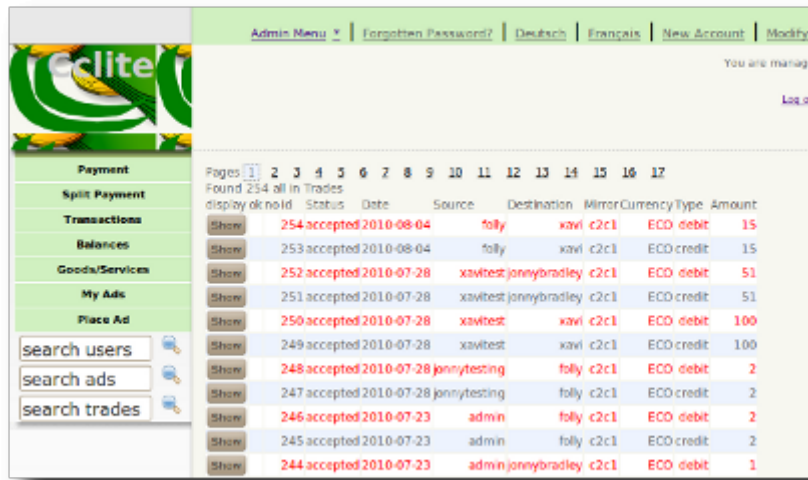 Admin Menu * | Forgotten Password? | Deutsch | Français | New Account | Modify
Cclite
You are manag
Log o
Payment
Split Payment
Transactions
Balances
Goods/Services
My Ads
Place Ad
search users
search ads
search trades
Pages 1 2 3 4 5 6 7 8 9 10 11 12 13 14 15 16 17
Found 254 all in Trades
display ok no id Status Date Source Destination Mirror Currency Type Amount
Show 254 accepted 2010-08-04 folly xavi c2c1 ECO debit 15
Show 253 accepted 2010-08-04 folly xavi c2c1 ECO credit 15
Show 252 accepted 2010-07-28 xavitest jonnybradley c2c1 ECO debit 51
Show 251 accepted 2010-07-28 xavitest jonnybradley c2c1 ECO credit 51
Show 250 accepted 2010-07-28 xavitest xavi c2c1 ECO debit 100
Show 249 accepted 2010-07-28 xavitest xavi c2c1 ECO credit 100
Show 248 accepted 2010-07-28 jonnytesting folly c2c1 ECO debit 2
Show 247 accepted 2010-07-28 jonnytesting folly c2c1 ECO credit 2
Show 246 accepted 2010-07-23 admin folly c2c1 ECO debit 2
Show 245 accepted 2010-07-23 admin folly c2c1 ECO credit 2
Show 244 accepted 2010-07-23 admin jonnybradley c2c1 ECO debit 1